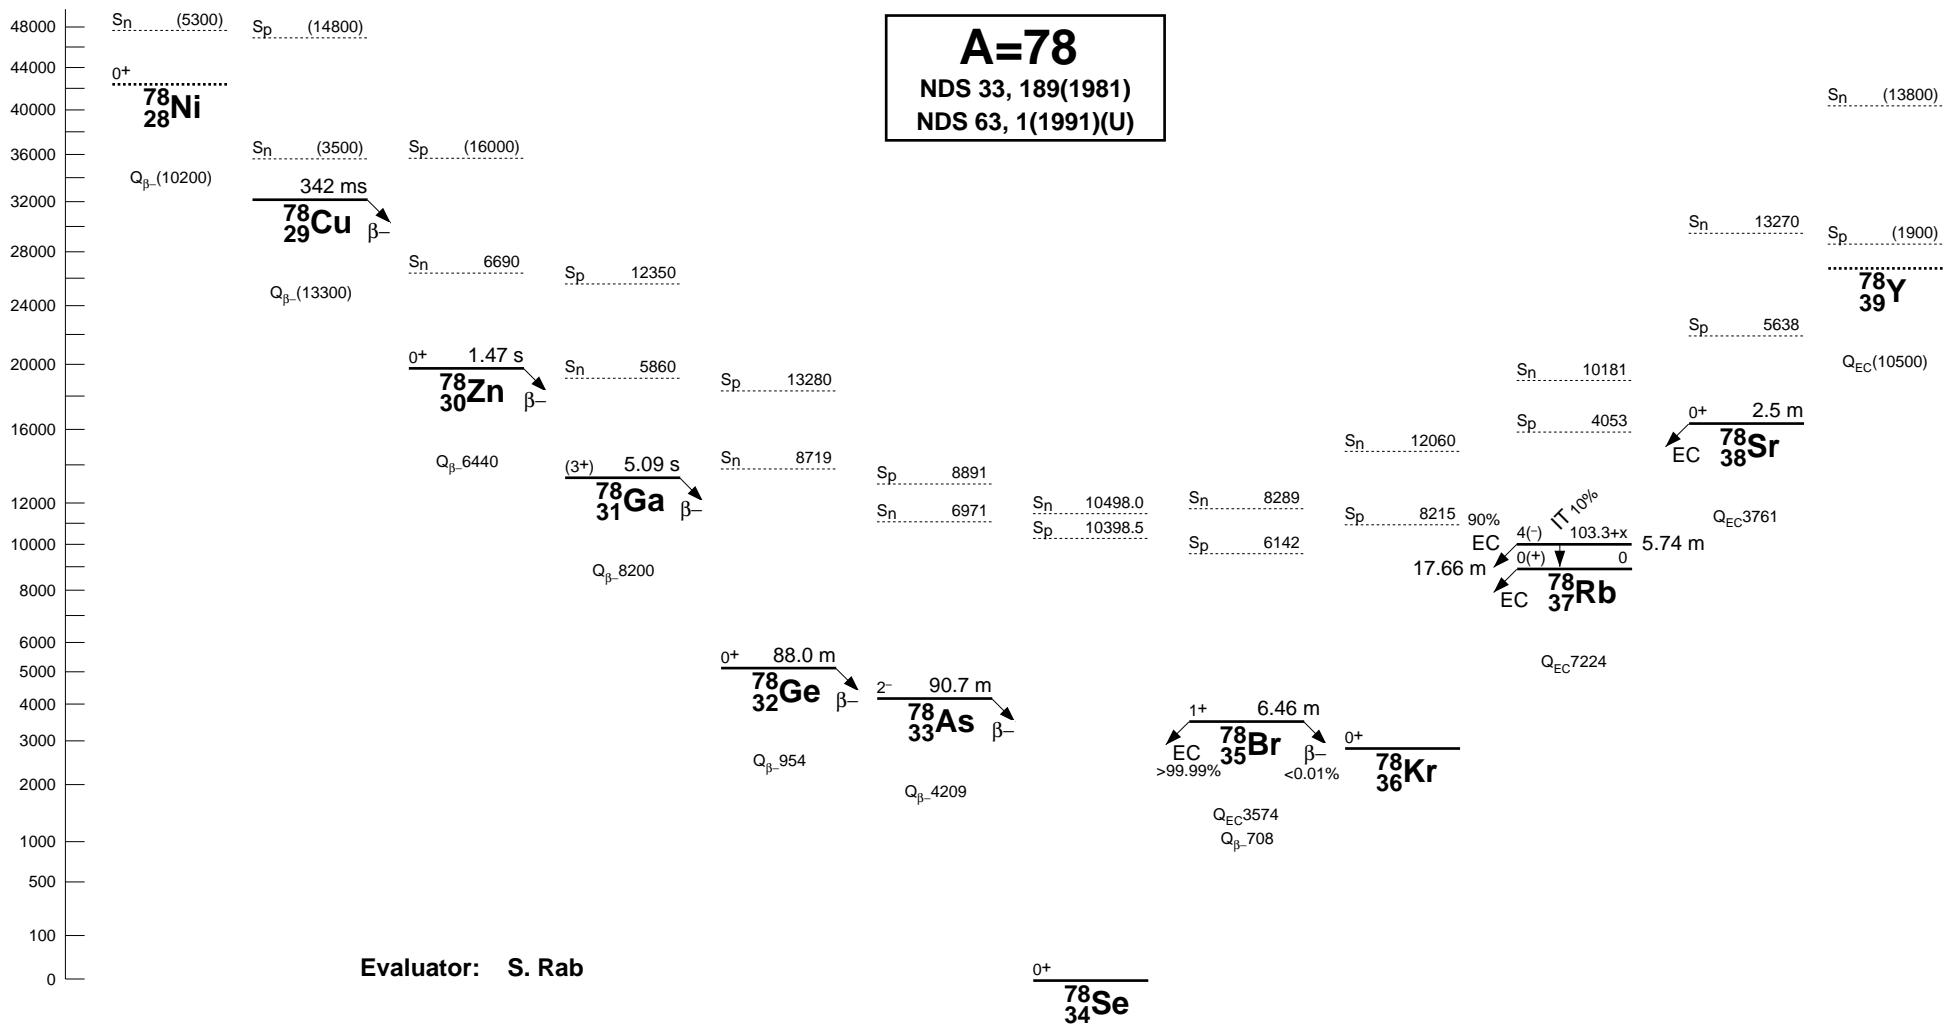 A=78
NDS 33, 189(1981)
NDS 63, 1(1991)(U)
48000
44000
40000
36000
32000
28000
24000
20000
16000
12000
10000
8000
6000
5000
4000
3000
2000
1000
500
100
0
Sn (5300)
0+
78
28Ni
Qβ−(10200)
Sp (14800)
Sn (3500)
342 ms
78
29Cu β−
Qβ−(13300)
Sp (16000)
Sn 6690
0+ 1.47 s
78
30Zn β−
Qβ−6440
Sp 12350
Sn 5860
(3+) 5.09 s
78
31Ga β−
Qβ−8200
Sp 13280
Sn 8719
0+ 88.0 m
78
32Ge β−
Qβ−954
Sp 8891
Sn 6971
2− 90.7 m
78
33As β−
Qβ−4209
Sn 10498.0
Sp 10398.5
0+
78
34Se
Sn 8289
Sp 6142
1+ 6.46 m
EC 78
35Br β−
>99.99% <0.01%
QEC3574
Qβ−708
Sn 12060
Sp 8215
0+
78
36Kr
Sn 10181
Sp 4053
IT 10%
90%
EC 4(−) 103.3+x 5.74 m
17.66 m 0(+) 0
EC 78
37Rb
QEC7224
Sn 13270
Sp 5638
0+ 2.5 m
EC 78
38Sr
QEC3761
Sn (13800)
Sp (1900)
78
39Y
QEC(10500)
Evaluator: S. Rab